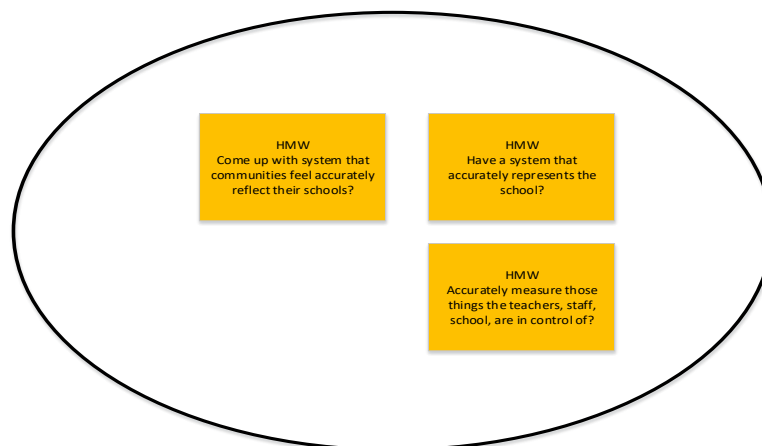 HMW
Come up with system that
communities feel accurately
reflect their schools?
HMW
Have a system that
accurately represents the
school?
HMW
Accurately measure those
things the teachers, staff,
school, are in control of?